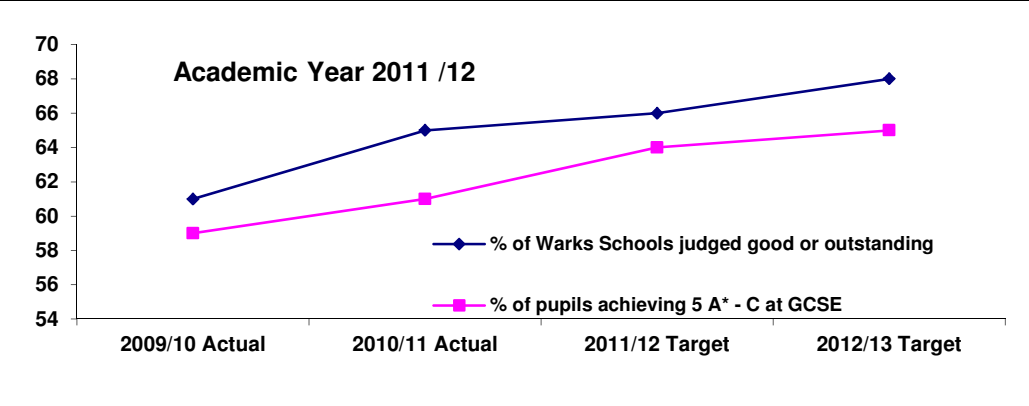 Academic Year 2011 /12
70
68
66
64
62
60
58
56
54
% of Warks Schools judged good or outstanding
% of pupils achieving 5 A* - C at GCSE
2009/10 Actual
2010/11 Actual
2011/12 Target
2012/13 Target